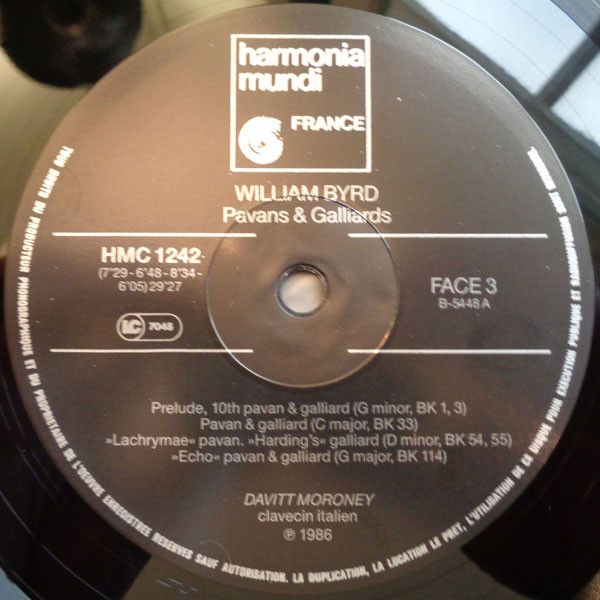 harmonia
mundi
FRANCE
WILLIAM BYRD
Pavans & Galliards
HMC 1242
(7'29 - 6'48 - 8'34 -
6'05) 29'27
LC 7045
FACE 3
B-5448 A
Prelude, 10th pavan & galliard (G minor, BK 1, 3)
Pavan & galliard (C major, BK 33)
»Lachrymae« pavan. »Harding's« galliard (D minor, BK 54, 55)
»Echo« pavan & galliard (G major, BK 114)
DAVITT MORONEY
clavecin italien
℗ 1986
TOUS DROITS DU PRODUCTEUR PHONOGRAPHIQUE ET DU PROPRIETAIRE DE L'ŒUVRE ENREGISTREE RESERVES SAUF AUTORISATION. LA DUPLICATION, LA LOCATION LE PRET, L'UTILISATION DE CE DISQUE POUR EXECUTION PUBLIQUE ET RADIODIFFUSION SONT INTERDITS.